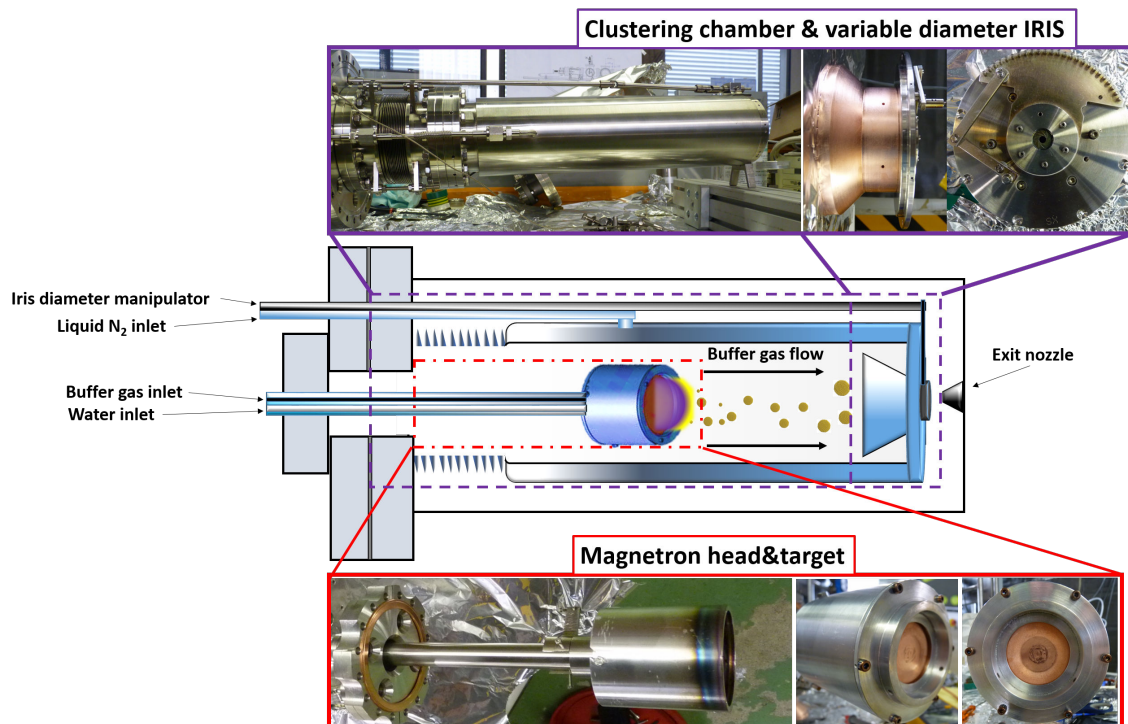 Clustering chamber & variable diameter IRIS
Iris diameter manipulator
Liquid N₂ inlet
Buffer gas flow
Exit nozzle
Buffer gas inlet
Water inlet
Magnetron head&target